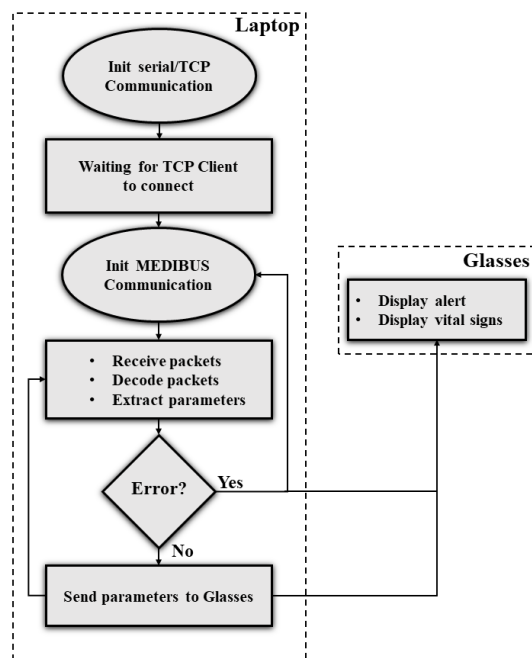 Laptop
Init serial/TCP
Communication
Waiting for TCP Client
to connect
Init MEDIBUS
Communication
Glasses
• Display alert
• Display vital signs
• Receive packets
• Decode packets
• Extract parameters
Error?
Yes
No
Send parameters to Glasses